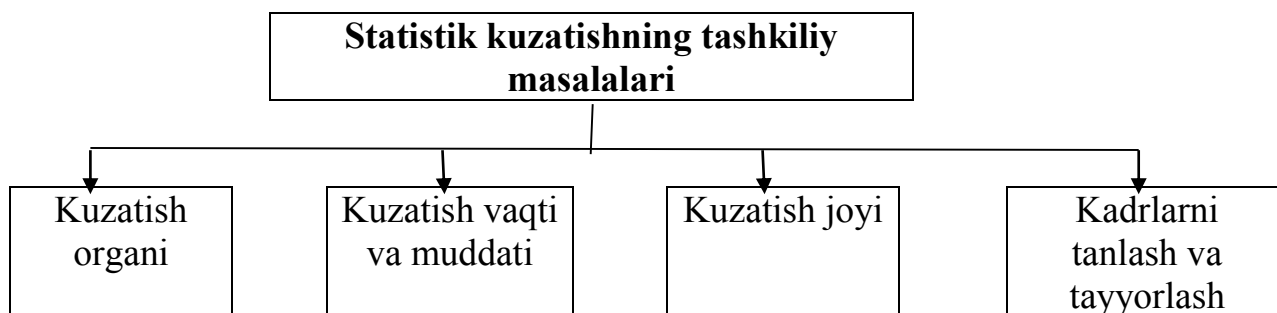 Statistik kuzatishning tashkiliy
masalalari
Kuzatish
organi
Kuzatish vaqti
va muddati
Kuzatish joyi
Kadrlarni
tanlash va
tayyorlash